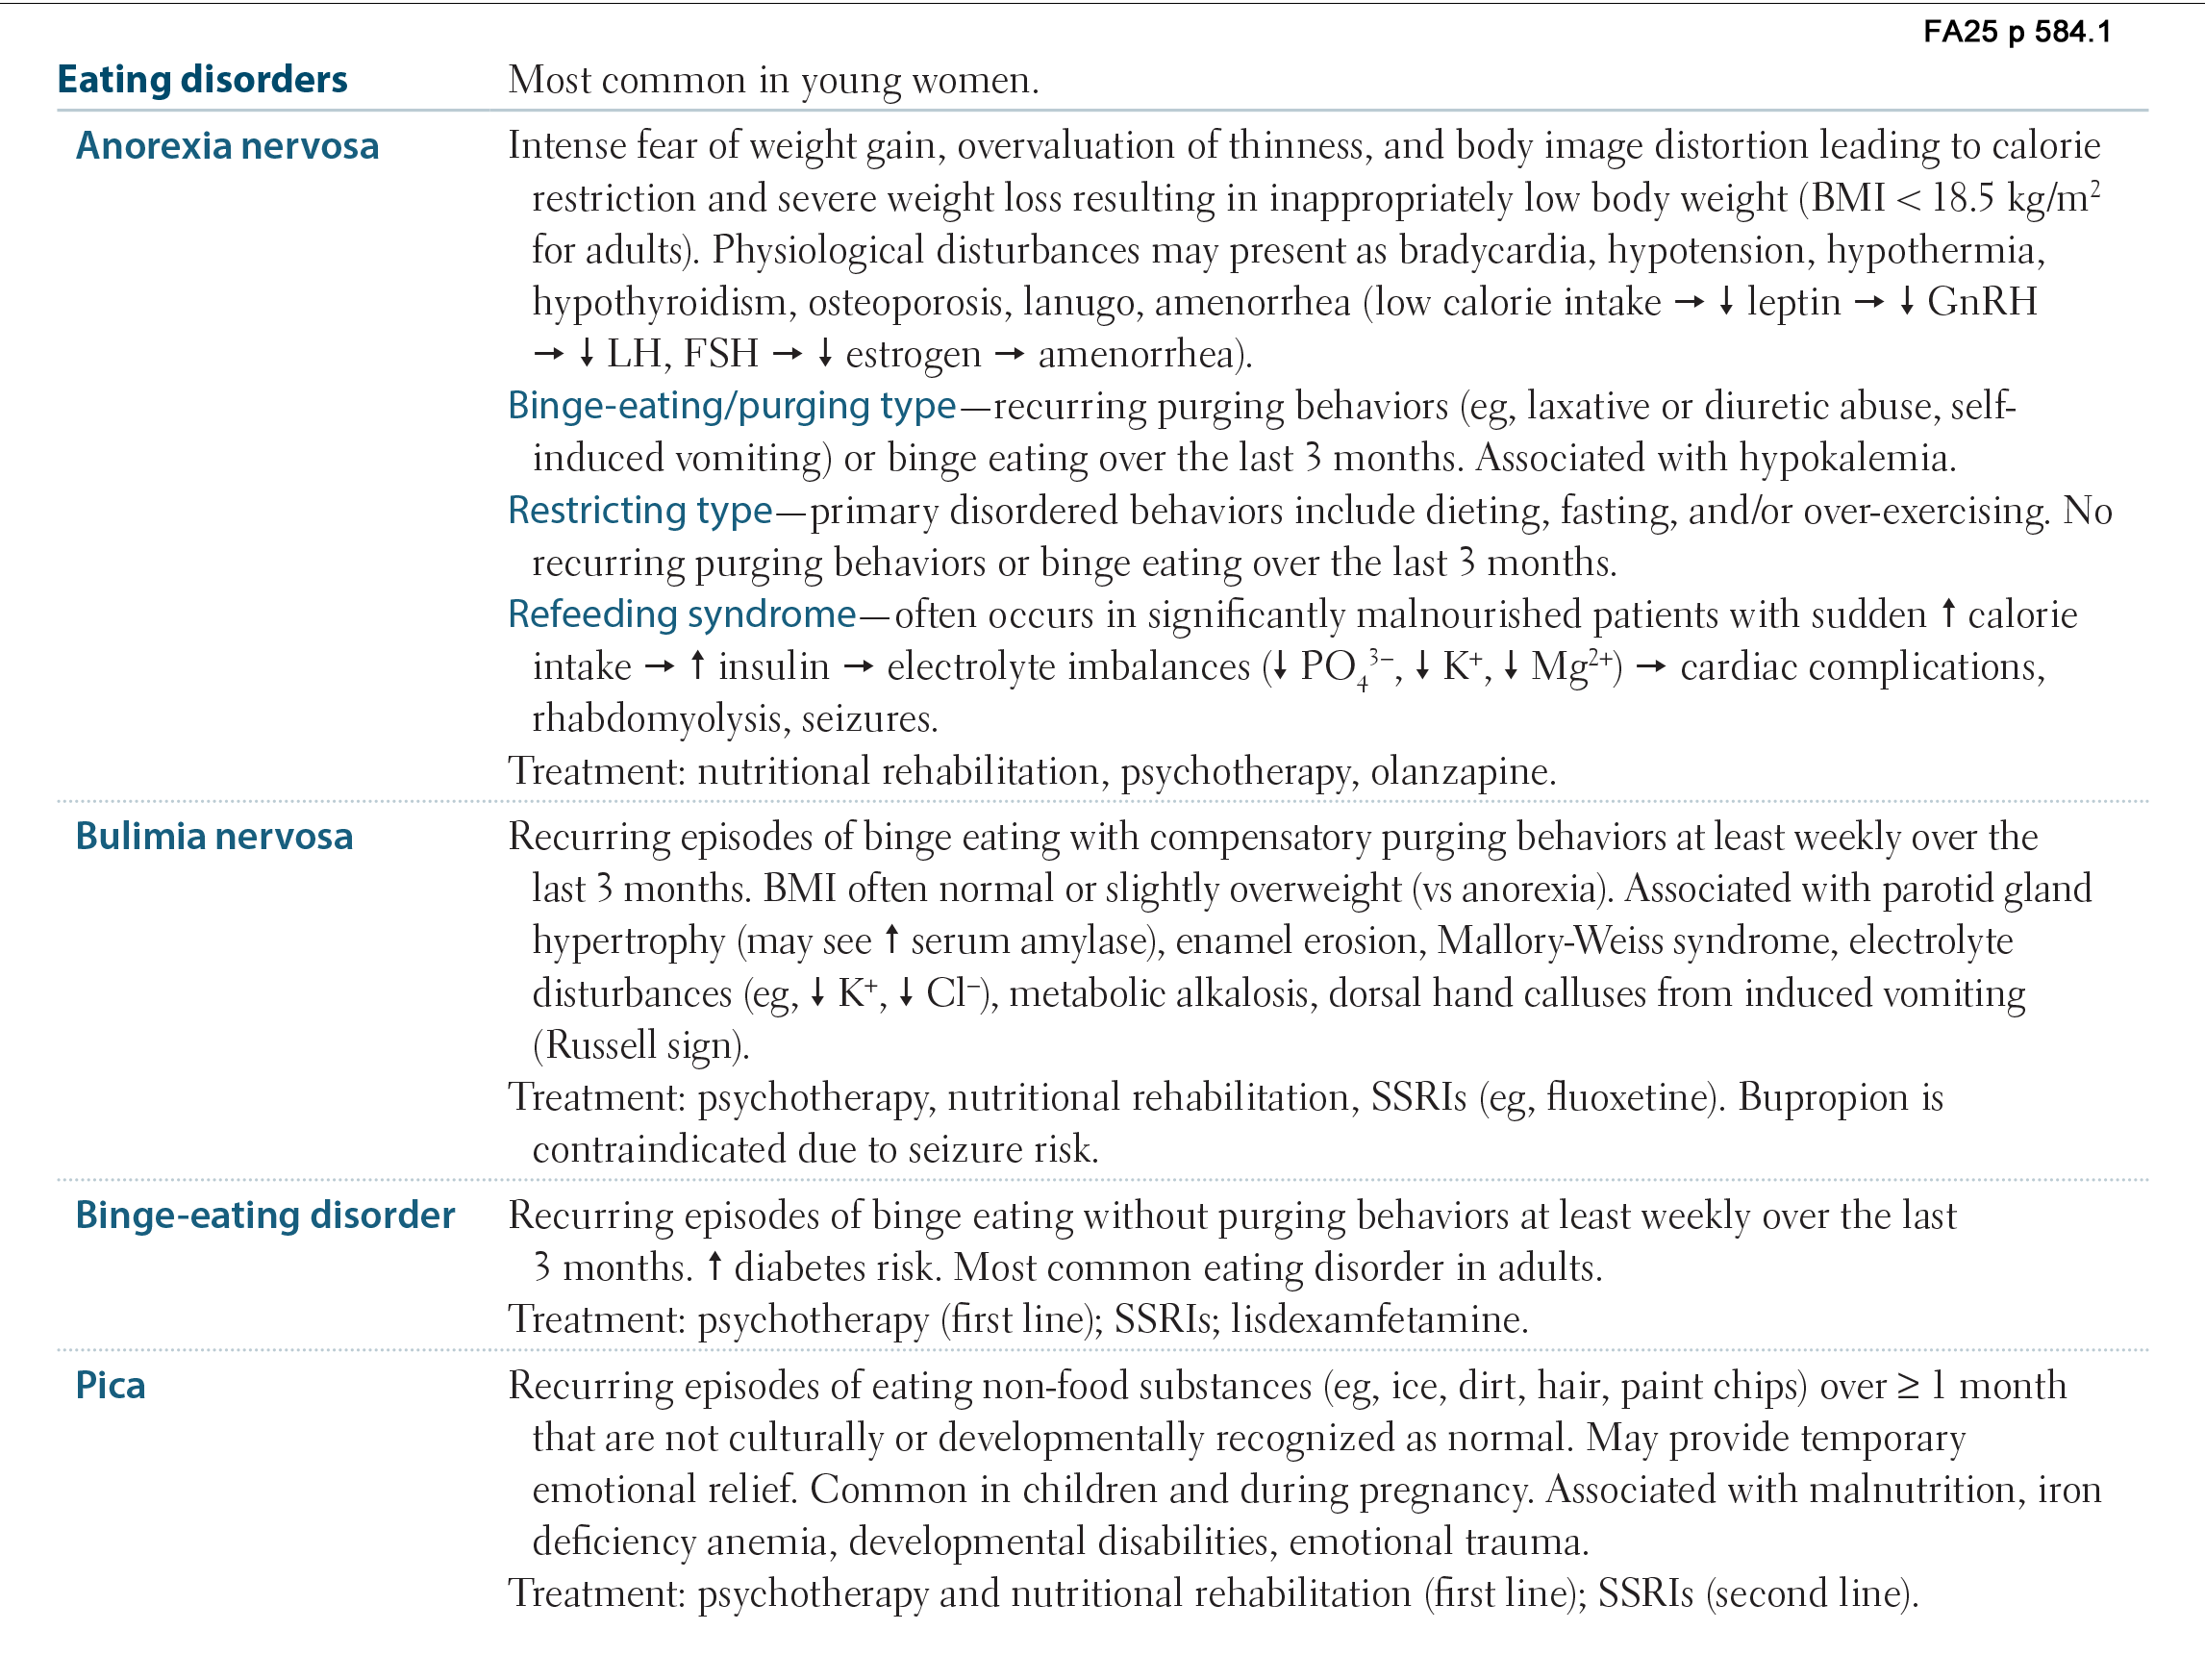 FA25 p 584.1
Eating disorders Most common in young women.
Anorexia nervosa Intense fear of weight gain, overvaluation of thinness, and body image distortion leading to calorie
restriction and severe weight loss resulting in inappropriately low body weight (BMI < 18.5 kg/m²
for adults). Physiological disturbances may present as bradycardia, hypotension, hypothermia,
hypothyroidism, osteoporosis, lanugo, amenorrhea (low calorie intake → ↓ leptin → ↓ GnRH
→ ↓ LH, FSH → ↓ estrogen → amenorrhea).
Binge-eating/purging type—recurring purging behaviors (eg, laxative or diuretic abuse, self-
induced vomiting) or binge eating over the last 3 months. Associated with hypokalemia.
Restricting type—primary disordered behaviors include dieting, fasting, and/or over-exercising. No
recurring purging behaviors or binge eating over the last 3 months.
Refeeding syndrome—often occurs in significantly malnourished patients with sudden ↑ calorie
intake → ↑ insulin → electrolyte imbalances (↓ PO₄³⁻, ↓ K⁺, ↓ Mg²⁺) → cardiac complications,
rhabdomyolysis, seizures.
Treatment: nutritional rehabilitation, psychotherapy, olanzapine.
Bulimia nervosa Recurring episodes of binge eating with compensatory purging behaviors at least weekly over the
last 3 months. BMI often normal or slightly overweight (vs anorexia). Associated with parotid gland
hypertrophy (may see ↑ serum amylase), enamel erosion, Mallory-Weiss syndrome, electrolyte
disturbances (eg, ↓ K⁺, ↓ Cl⁻), metabolic alkalosis, dorsal hand calluses from induced vomiting
(Russell sign).
Treatment: psychotherapy, nutritional rehabilitation, SSRIs (eg, fluoxetine). Bupropion is
contraindicated due to seizure risk.
Binge-eating disorder Recurring episodes of binge eating without purging behaviors at least weekly over the last
3 months. ↑ diabetes risk. Most common eating disorder in adults.
Treatment: psychotherapy (first line); SSRIs; lisdexamfetamine.
Pica Recurring episodes of eating non-food substances (eg, ice, dirt, hair, paint chips) over ≥ 1 month
that are not culturally or developmentally recognized as normal. May provide temporary
emotional relief. Common in children and during pregnancy. Associated with malnutrition, iron
deficiency anemia, developmental disabilities, emotional trauma.
Treatment: psychotherapy and nutritional rehabilitation (first line); SSRIs (second line).